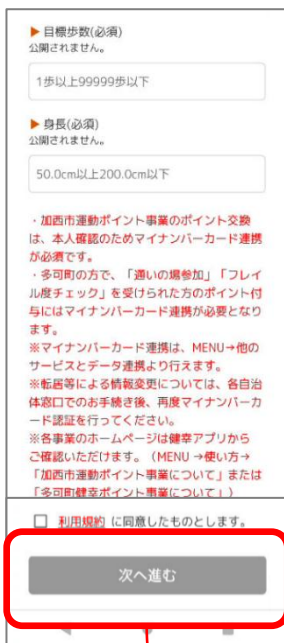 ▶ 目標歩数(必須)
公開されません。
1歩以上99999歩以下
▶ 身長(必須)
公開されません。
50.0cm以上200.0cm以下
・加西市運動ポイント事業のポイント交換
は、本人確認のためマイナンバーカード連携
が必須です。
・多可町の方で、「通いの場参加」「フレイ
ル度チェック」を受けられた方のポイント付
与にはマイナンバーカード連携が必要となり
ます。
※マイナンバーカード連携は、MENU→他の
サービスとデータ連携より行えます。
※転居等による情報変更については、各自治
体窓口でのお手続き後、再度マイナンバーカ
ード認証を行ってください。
※各事業のホームページは健幸アプリから
ご確認いただけます。（MENU →使い方→
「加西市運動ポイント事業について」または
「多可町健幸ポイント事業について」）
利用規約 に同意したものとします。
次へ進む